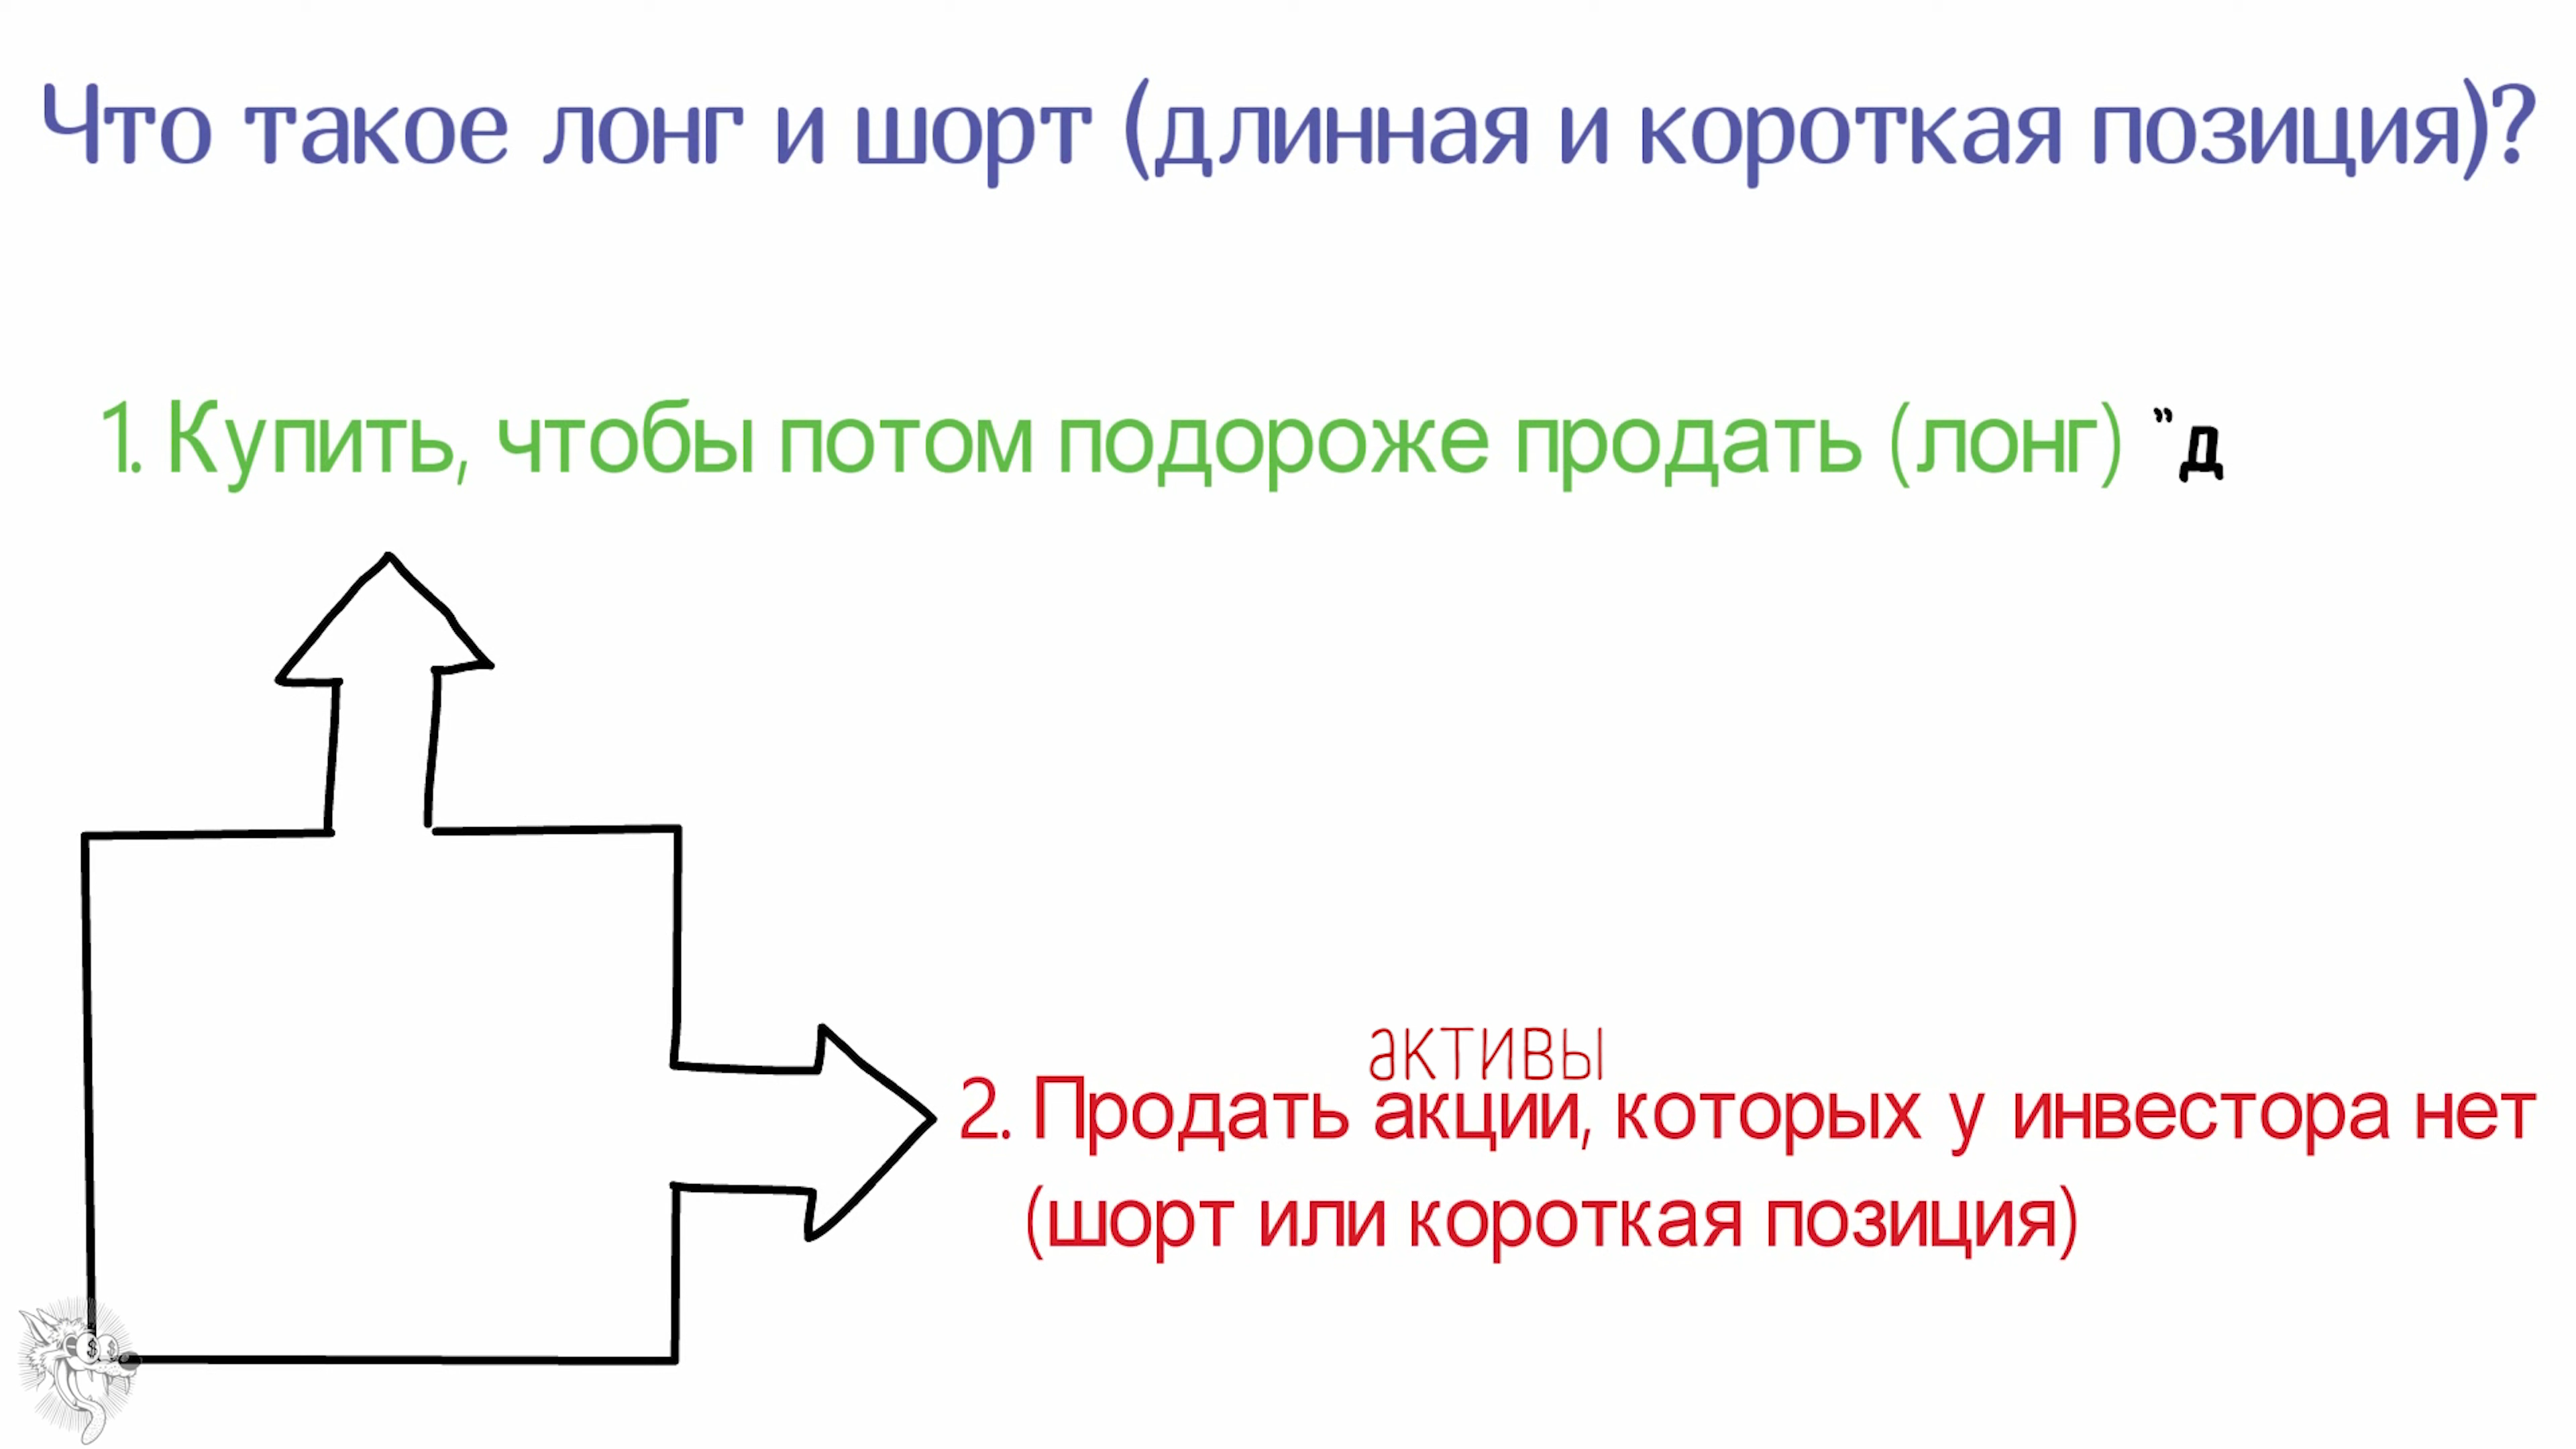 Что такое лонг и шорт (длинная и короткая позиция)?
1. Купить, чтобы потом подороже продать (лонг) "д
активы
2. Продать акции, которых у инвестора нет
(шорт или короткая позиция)